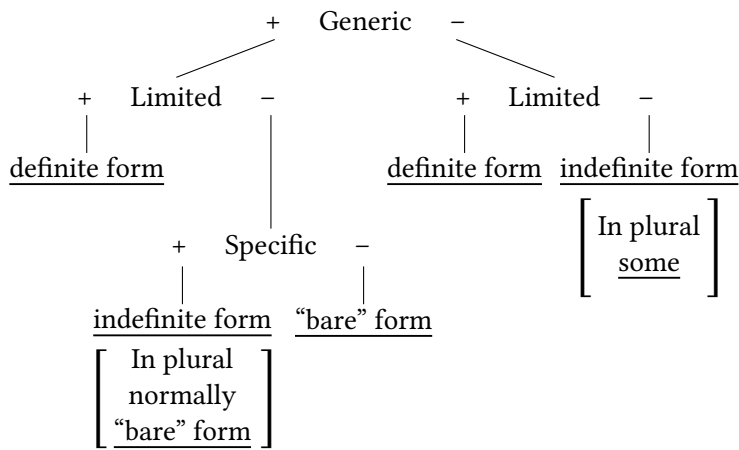 + Generic −
+ Limited − + Limited −
definite form definite form indefinite form
[In plural
some]
+ Specific −
indefinite form “bare” form
[In plural
normally
“bare” form]